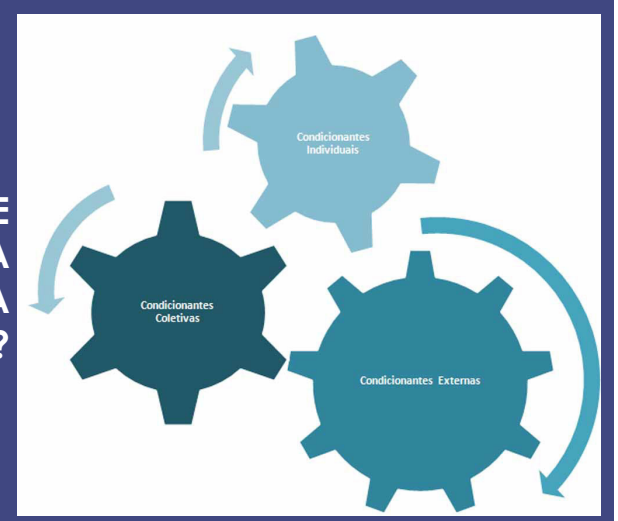 Condicionantes
Individuais
E
A
A
?
Condicionantes
Coletivas
Condicionantes Externas